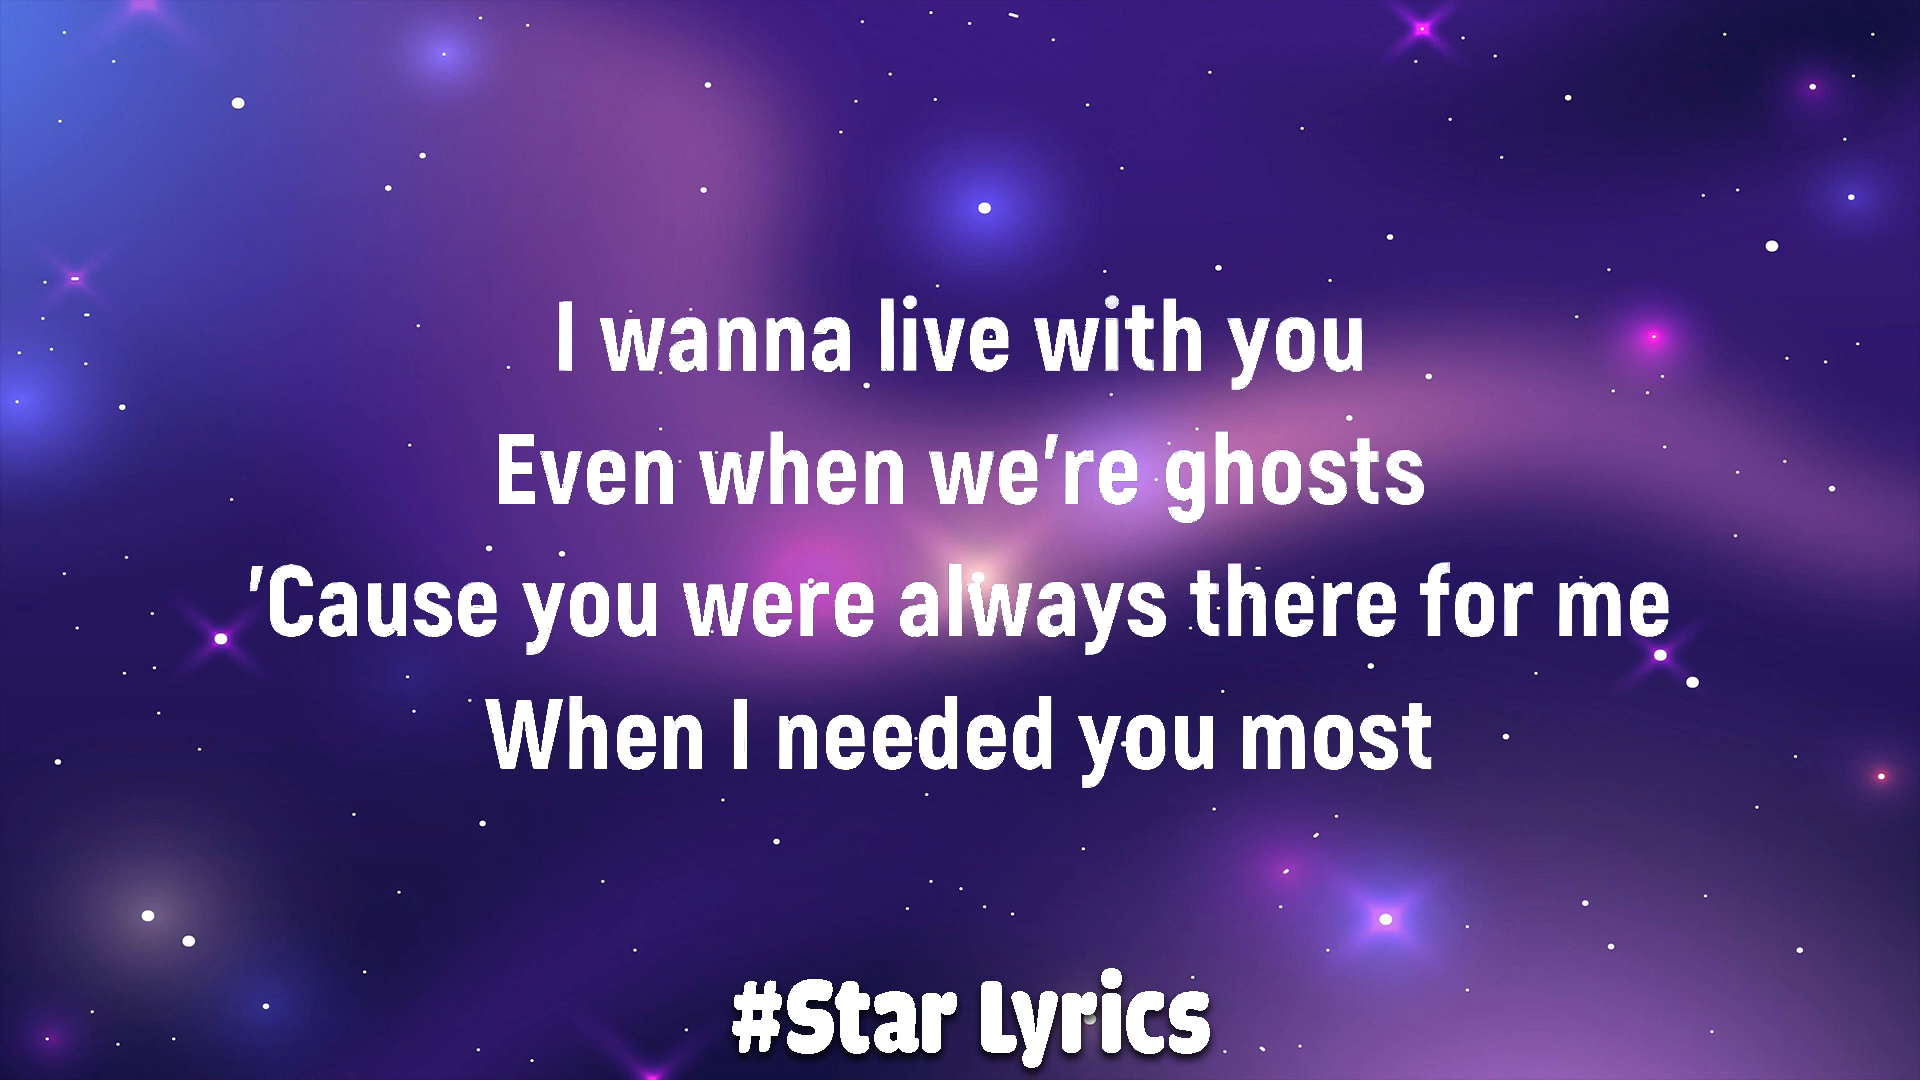 I wanna live with you
Even when we're ghosts
'Cause you were always there for me
When I needed you most
#Star Lyrics